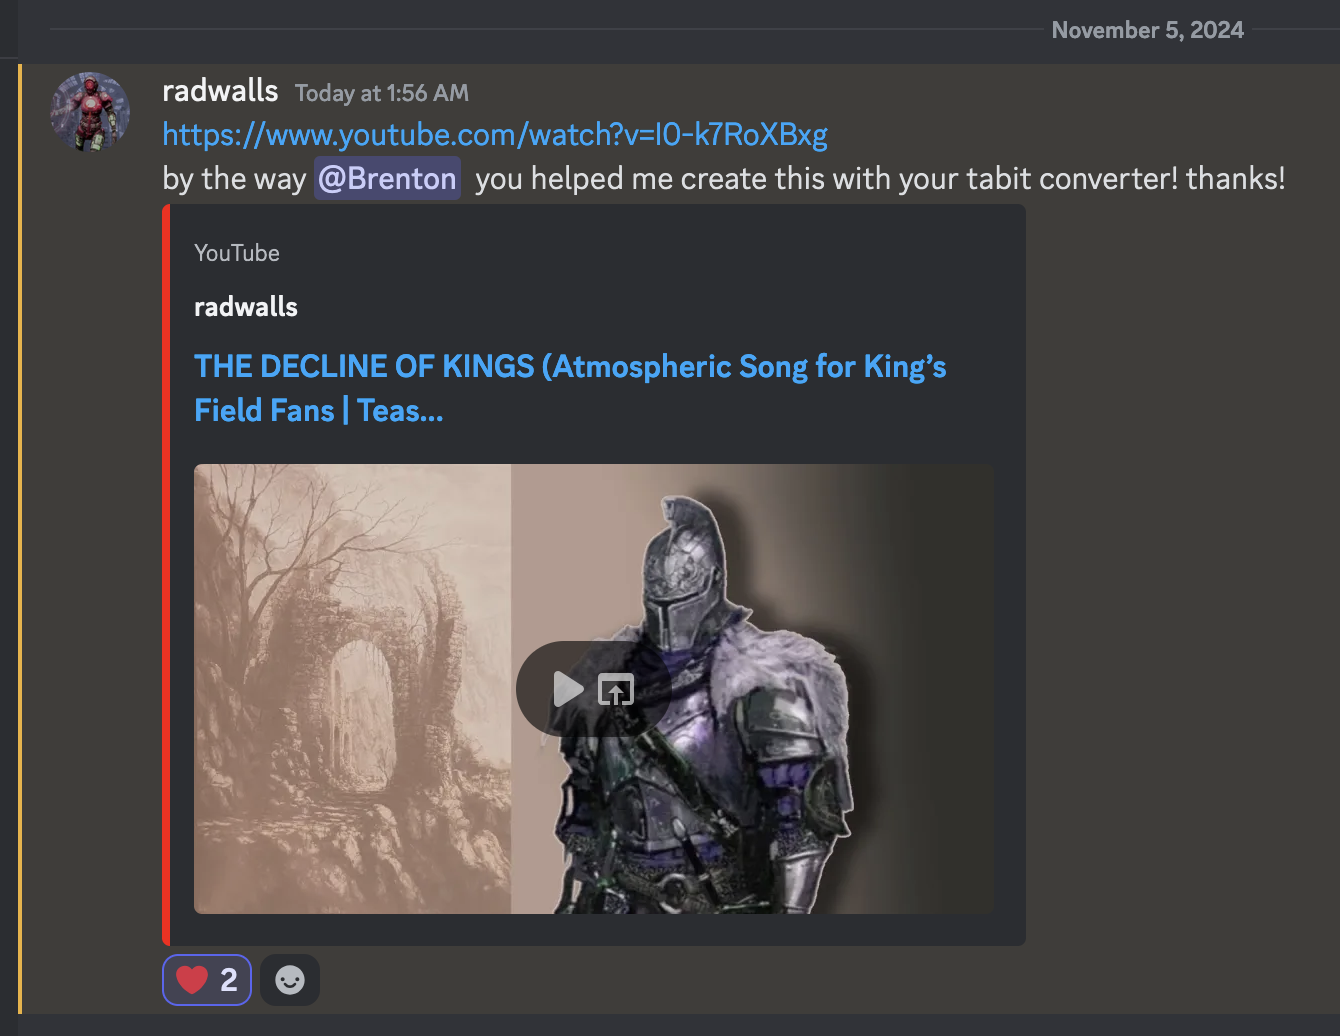 November 5, 2024
radwalls Today at 1:56 AM
https://www.youtube.com/watch?v=I0-k7RoXBxg
by the way @Brenton you helped me create this with your tabit converter! thanks!
YouTube
radwalls
THE DECLINE OF KINGS (Atmospheric Song for King’s
Field Fans | Teas...
2